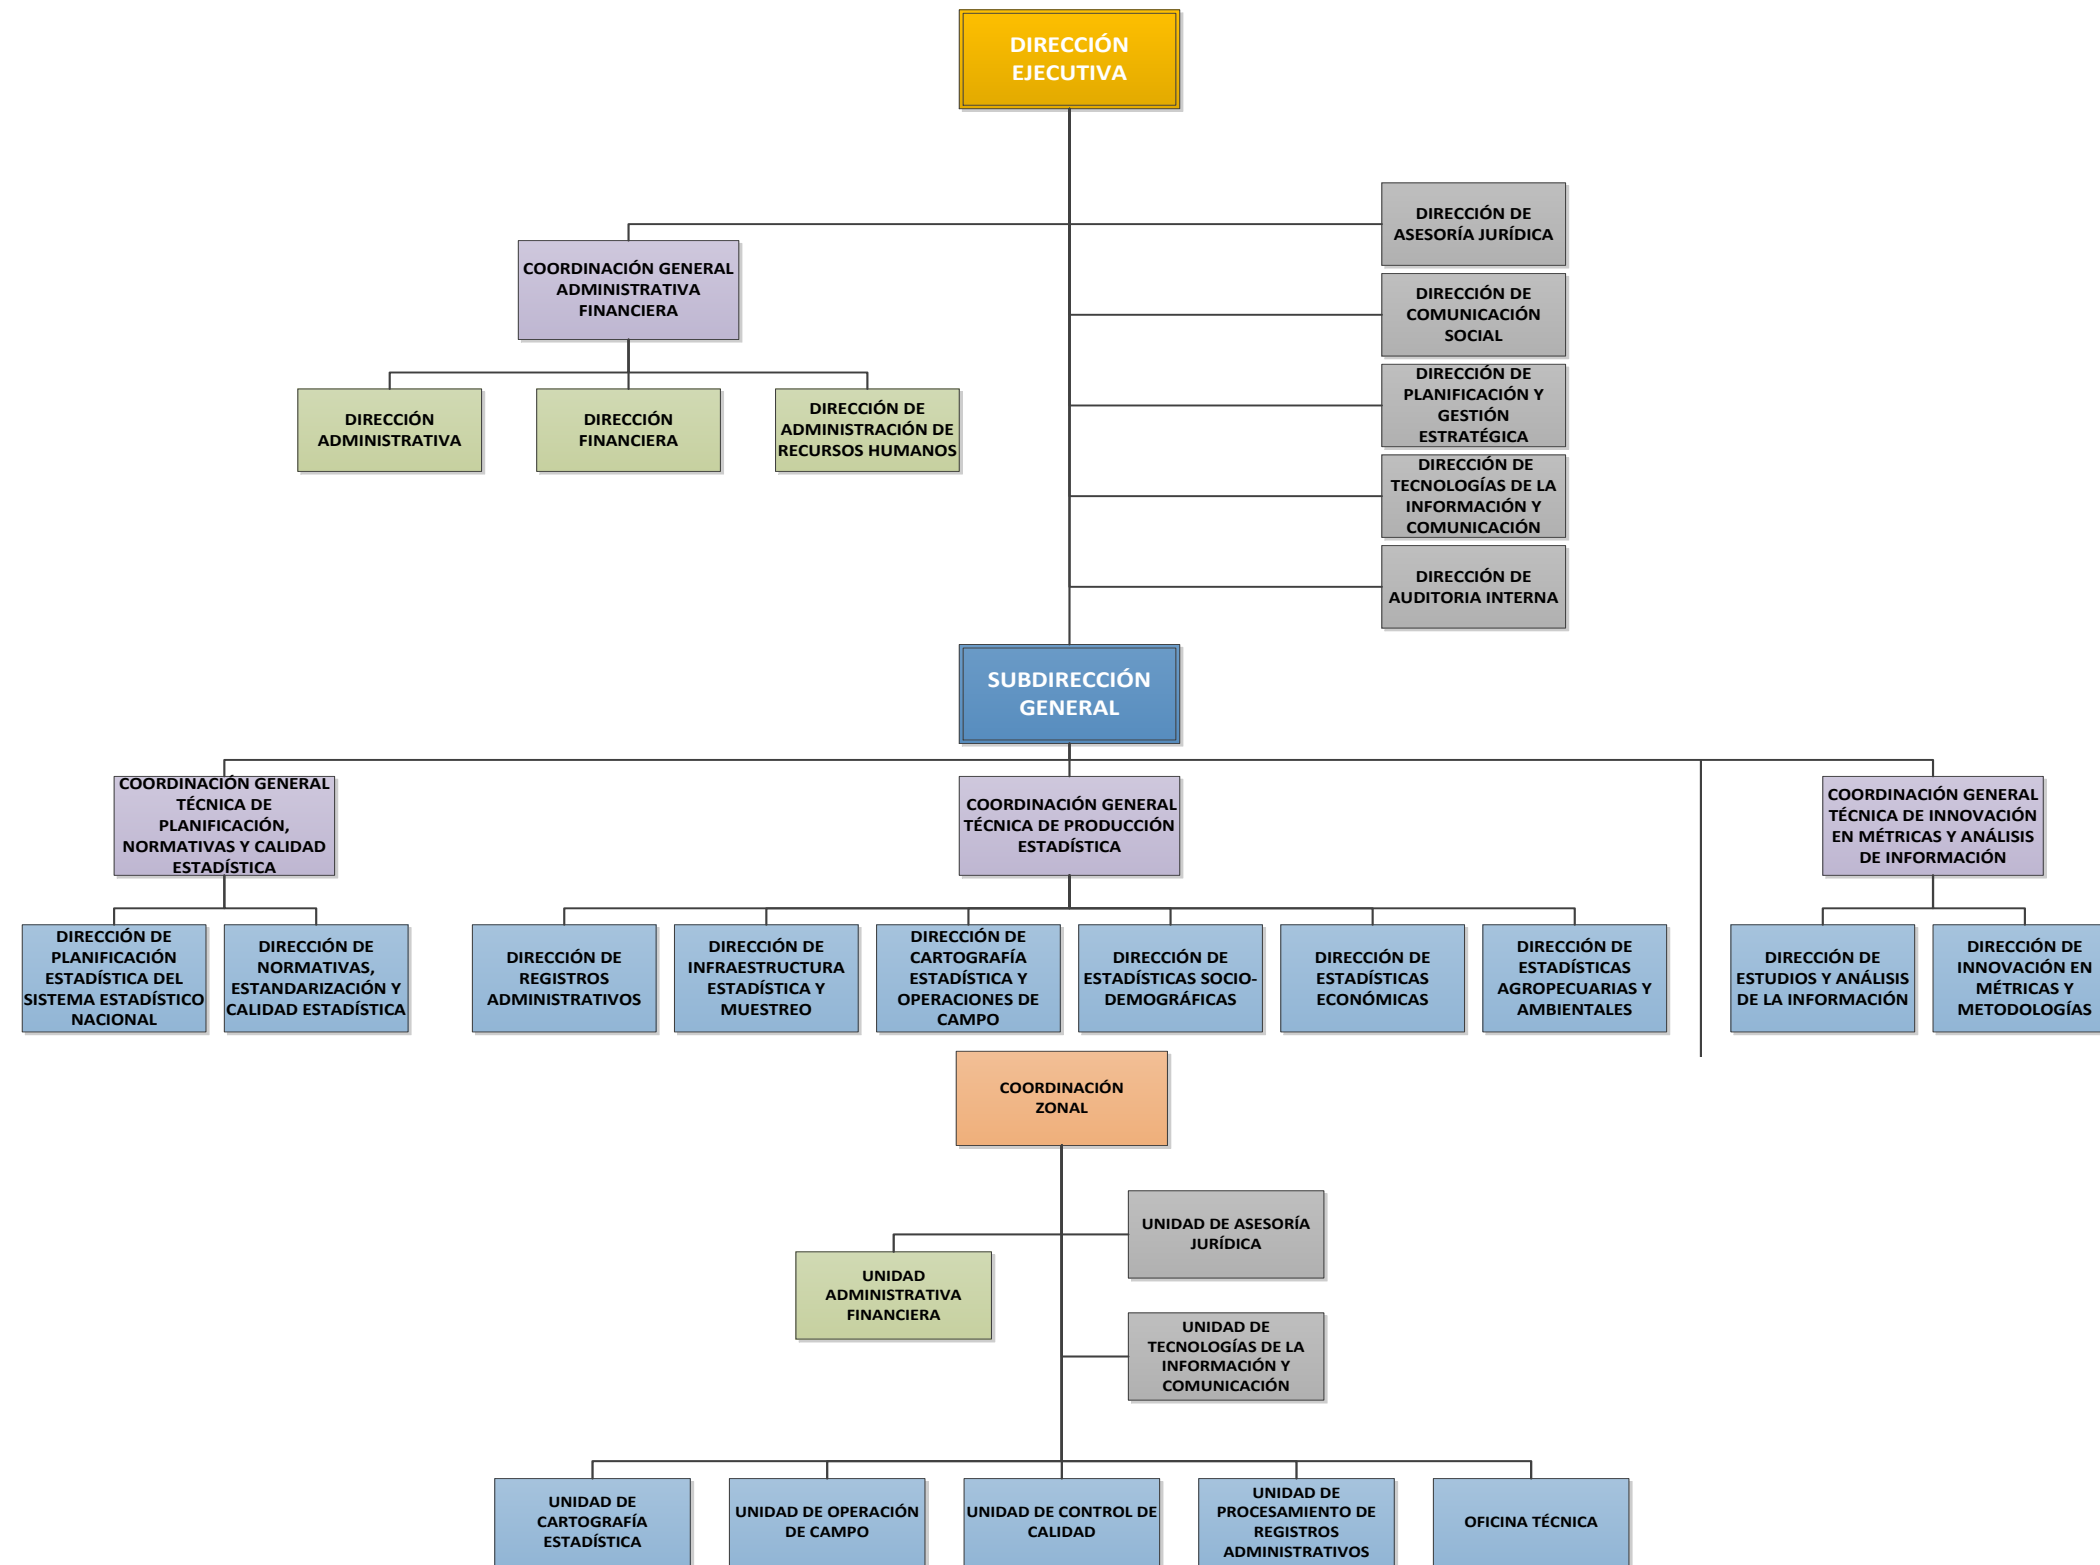 DIRECCIÓN
EJECUTIVA
DIRECCIÓN DE
ASESORÍA JURÍDICA
COORDINACIÓN GENERAL
ADMINISTRATIVA
FINANCIERA
DIRECCIÓN DE
COMUNICACIÓN
SOCIAL
DIRECCIÓN DE
PLANIFICACIÓN Y
GESTIÓN
ESTRATÉGICA
DIRECCIÓN
ADMINISTRATIVA
DIRECCIÓN
FINANCIERA
DIRECCIÓN DE
ADMINISTRACIÓN DE
RECURSOS HUMANOS
DIRECCIÓN DE
TECNOLOGÍAS DE LA
INFORMACIÓN Y
COMUNICACIÓN
DIRECCIÓN DE
AUDITORIA INTERNA
SUBDIRECCIÓN
GENERAL
COORDINACIÓN GENERAL
TÉCNICA DE
PLANIFICACIÓN,
NORMATIVAS Y CALIDAD
ESTADÍSTICA
COORDINACIÓN GENERAL
TÉCNICA DE PRODUCCIÓN
ESTADÍSTICA
COORDINACIÓN GENERAL
TÉCNICA DE INNOVACIÓN
EN MÉTRICAS Y ANÁLISIS
DE INFORMACIÓN
DIRECCIÓN DE
PLANIFICACIÓN
ESTADÍSTICA DEL
SISTEMA ESTADÍSTICO
NACIONAL
DIRECCIÓN DE
NORMATIVAS,
ESTANDARIZACIÓN Y
CALIDAD ESTADÍSTICA
DIRECCIÓN DE
REGISTROS
ADMINISTRATIVOS
DIRECCIÓN DE
INFRAESTRUCTURA
ESTADÍSTICA Y
MUESTREO
DIRECCIÓN DE
CARTOGRAFÍA
ESTADÍSTICA Y
OPERACIONES DE
CAMPO
DIRECCIÓN DE
ESTADÍSTICAS SOCIO-
DEMOGRÁFICAS
DIRECCIÓN DE
ESTADÍSTICAS
ECONÓMICAS
DIRECCIÓN DE
ESTADÍSTICAS
AGROPECUARIAS Y
AMBIENTALES
DIRECCIÓN DE
ESTUDIOS Y ANÁLISIS
DE LA INFORMACIÓN
DIRECCIÓN DE
INNOVACIÓN EN
MÉTRICAS Y
METODOLOGÍAS
COORDINACIÓN
ZONAL
UNIDAD DE ASESORÍA
JURÍDICA
UNIDAD
ADMINISTRATIVA
FINANCIERA
UNIDAD DE
TECNOLOGÍAS DE LA
INFORMACIÓN Y
COMUNICACIÓN
UNIDAD DE
CARTOGRAFÍA
ESTADÍSTICA
UNIDAD DE OPERACIÓN
DE CAMPO
UNIDAD DE CONTROL DE
CALIDAD
UNIDAD DE
PROCESAMIENTO DE
REGISTROS
ADMINISTRATIVOS
OFICINA TÉCNICA